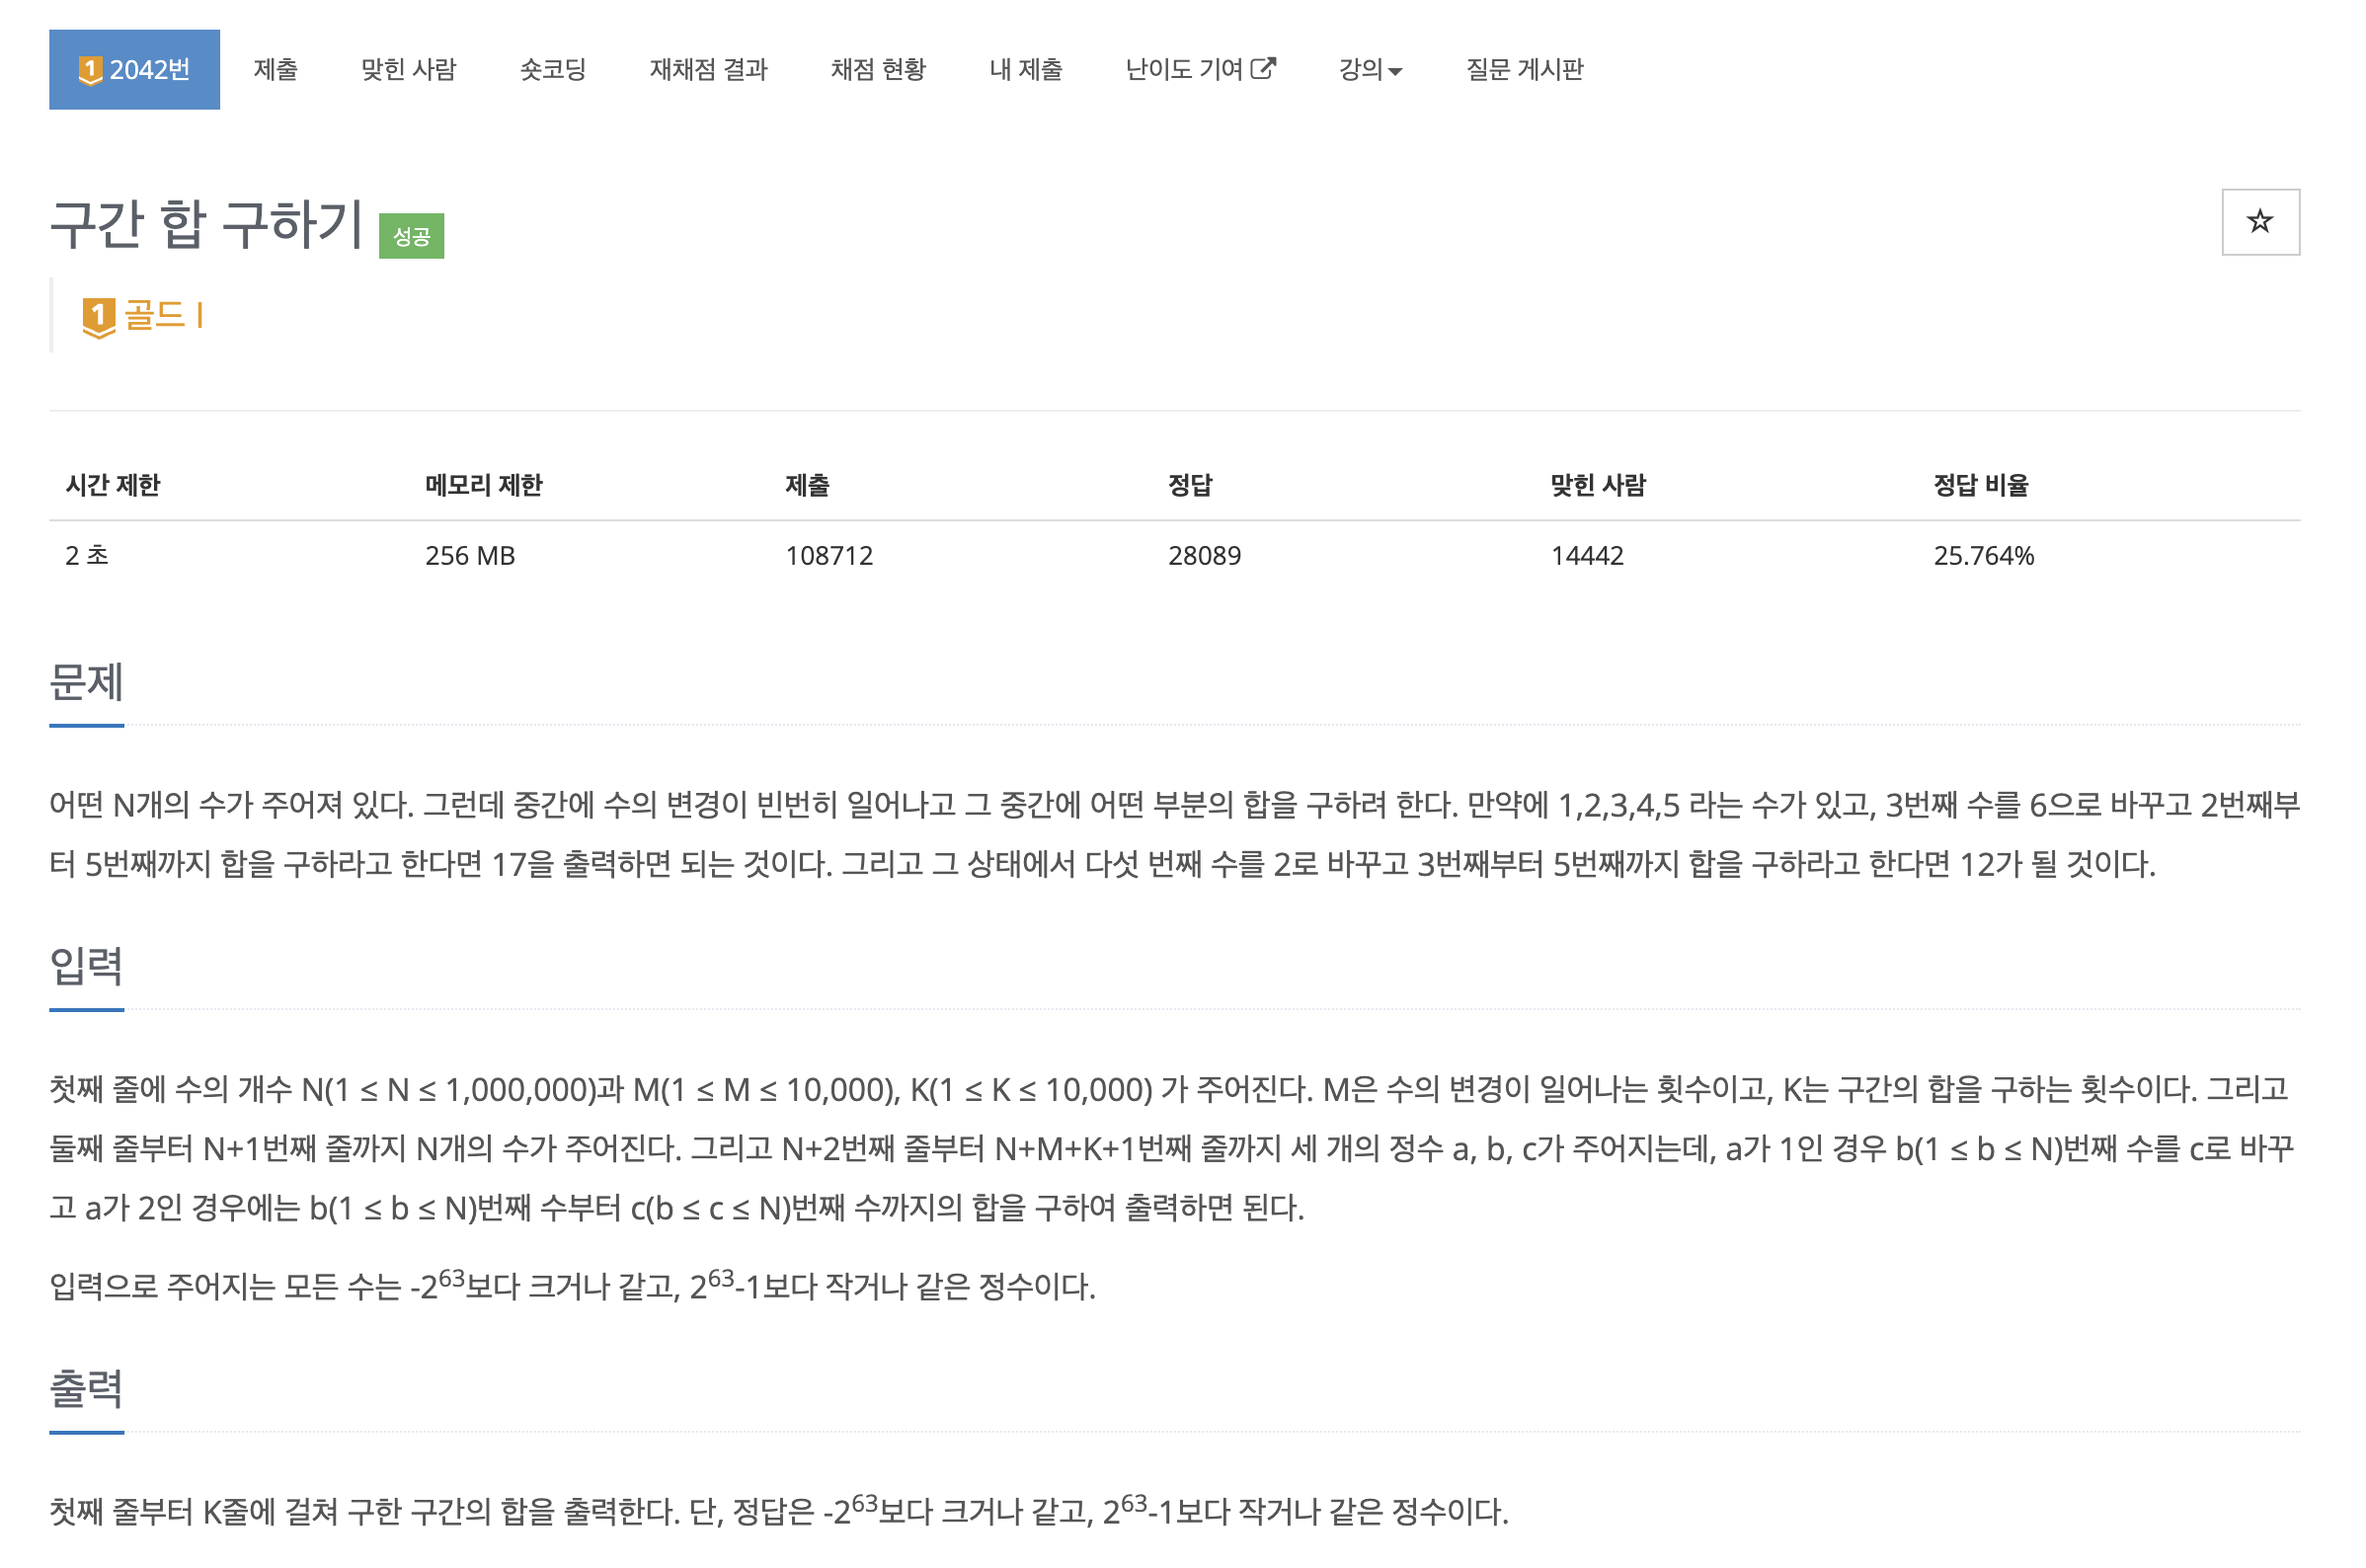 1 2042번 제출 맞힌 사람 숏코딩 재채점 결과 채점 현황 내 제출 난이도 기여 강의 질문 게시판
구간 합 구하기 성공
1 골드 I
시간 제한 메모리 제한 제출 정답 맞힌 사람 정답 비율
2 초 256 MB 108712 28089 14442 25.764%
문제
어떤 N개의 수가 주어져 있다. 그런데 중간에 수의 변경이 빈번히 일어나고 그 중간에 어떤 부분의 합을 구하려 한다. 만약에 1,2,3,4,5 라는 수가 있고, 3번째 수를 6으로 바꾸고 2번째부
터 5번째까지 합을 구하라고 한다면 17을 출력하면 되는 것이다. 그리고 그 상태에서 다섯 번째 수를 2로 바꾸고 3번째부터 5번째까지 합을 구하라고 한다면 12가 될 것이다.
입력
첫째 줄에 수의 개수 N(1 ≤ N ≤ 1,000,000)과 M(1 ≤ M ≤ 10,000), K(1 ≤ K ≤ 10,000) 가 주어진다. M은 수의 변경이 일어나는 횟수이고, K는 구간의 합을 구하는 횟수이다. 그리고
둘째 줄부터 N+1번째 줄까지 N개의 수가 주어진다. 그리고 N+2번째 줄부터 N+M+K+1번째 줄까지 세 개의 정수 a, b, c가 주어지는데, a가 1인 경우 b(1 ≤ b ≤ N)번째 수를 c로 바꾸
고 a가 2인 경우에는 b(1 ≤ b ≤ N)번째 수부터 c(b ≤ c ≤ N)번째 수까지의 합을 구하여 출력하면 된다.
입력으로 주어지는 모든 수는 -2⁶³보다 크거나 같고, 2⁶³-1보다 작거나 같은 정수이다.
출력
첫째 줄부터 K줄에 걸쳐 구한 구간의 합을 출력한다. 단, 정답은 -2⁶³보다 크거나 같고, 2⁶³-1보다 작거나 같은 정수이다.